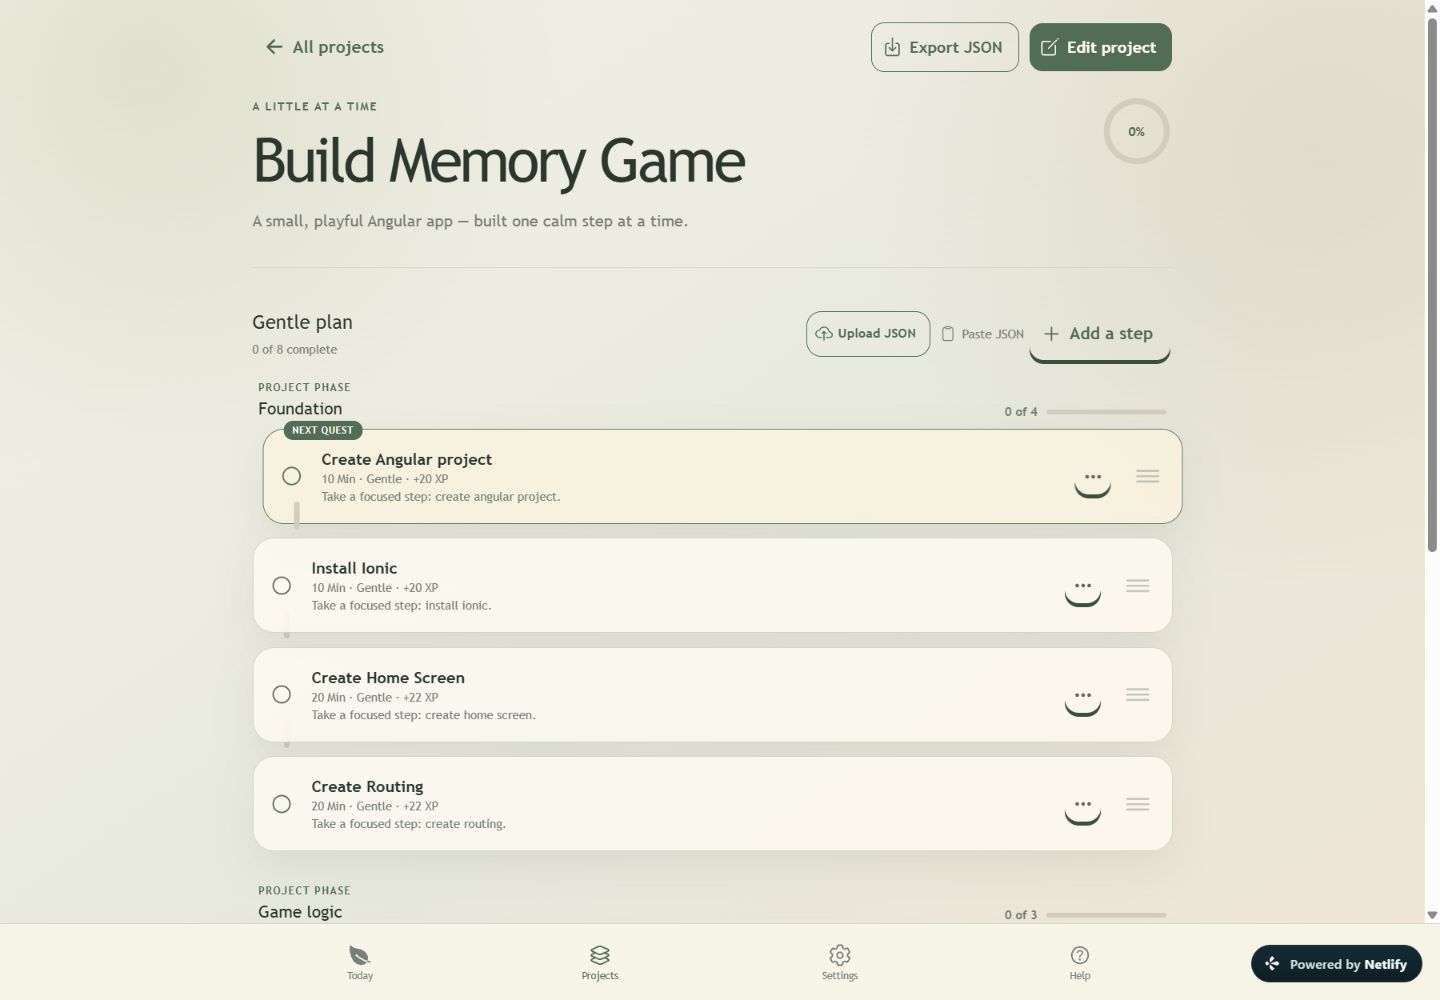 All projects
Export JSON
Edit project
A LITTLE AT A TIME
0%
Build Memory Game
A small, playful Angular app — built one calm step at a time.
Gentle plan
0 of 8 complete
Upload JSON
Paste JSON
Add a step
PROJECT PHASE
Foundation
0 of 4
NEXT QUEST
Create Angular project
10 Min · Gentle · +20 XP
Take a focused step: create angular project.
Install Ionic
10 Min · Gentle · +20 XP
Take a focused step: install ionic.
Create Home Screen
20 Min · Gentle · +22 XP
Take a focused step: create home screen.
Create Routing
20 Min · Gentle · +22 XP
Take a focused step: create routing.
PROJECT PHASE
Game logic
0 of 3
Today
Projects
Settings
Help
Powered by Netlify